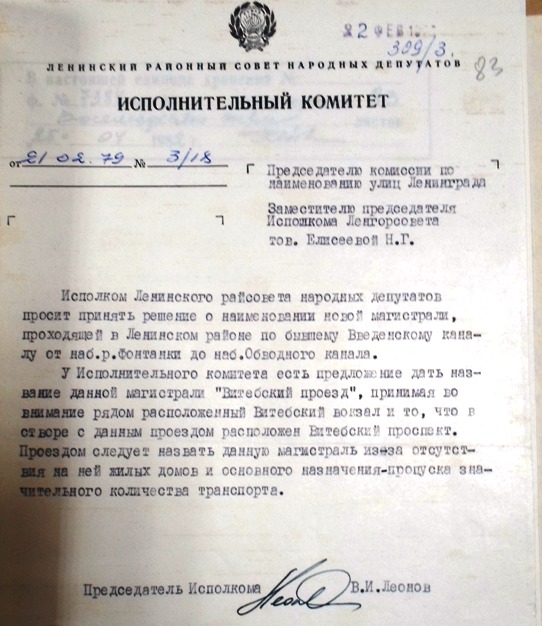 22 ФЕВ
399/3.
ЛЕНИНСКИЙ РАЙОННЫЙ СОВЕТ НАРОДНЫХ ДЕПУТАТОВ
83
ИСПОЛНИТЕЛЬНЫЙ КОМИТЕТ
от 21 02. 79 № 3/18
Председателю комиссии по
наименованию улиц Ленинграда
Заместителю председателя
Исполкома Ленгорсовета
тов. Елисеевой Н.Г.
Исполком Ленинского райсовета народных депутатов
просит принять решение о наименовании новой магистрали,
проходящей в Ленинском районе по бывшему Введенскому кана-
лу от наб.р.Фонтанки до наб.Обводного канала.
У Исполнительного комитета есть предложение дать наз-
вание данной магистрали "Витебский проезд", принимая во
внимание рядом расположенный Витебский вокзал и то, что в
створе с данным проездом расположен Витебский проспект.
Проездом следует назвать данную магистраль из-за отсутст-
вия на ней жилых домов и основного назначения-пропуска зна-
чительного количества транспорта.
Председатель Исполкома В.И.Леонов